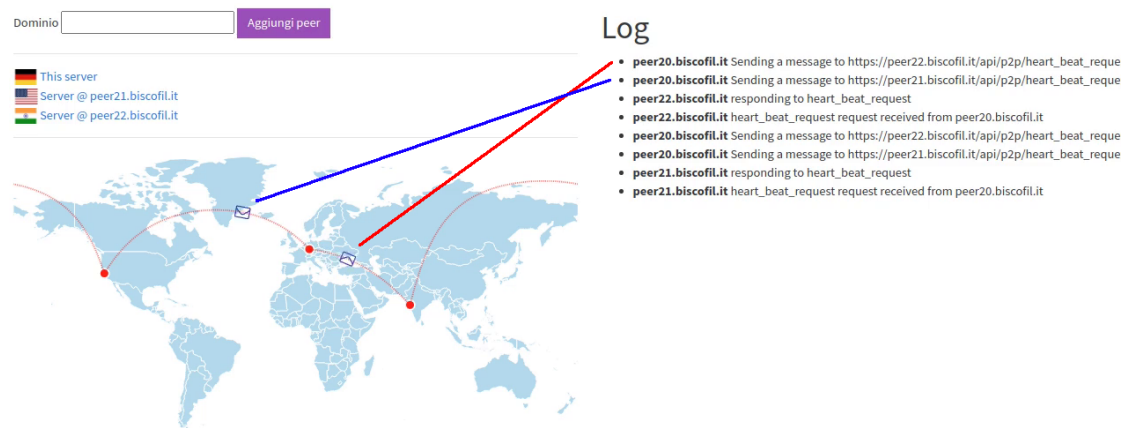 Dominio
Aggiungi peer
This server
Server @ peer21.biscofil.it
Server @ peer22.biscofil.it
Log
peer20.biscofil.it Sending a message to https://peer22.biscofil.it/api/p2p/heart_beat_reque
peer20.biscofil.it Sending a message to https://peer21.biscofil.it/api/p2p/heart_beat_reque
peer22.biscofil.it responding to heart_beat_request
peer22.biscofil.it heart_beat_request request received from peer20.biscofil.it
peer20.biscofil.it Sending a message to https://peer22.biscofil.it/api/p2p/heart_beat_reque
peer20.biscofil.it Sending a message to https://peer21.biscofil.it/api/p2p/heart_beat_reque
peer21.biscofil.it responding to heart_beat_request
peer21.biscofil.it heart_beat_request request received from peer20.biscofil.it